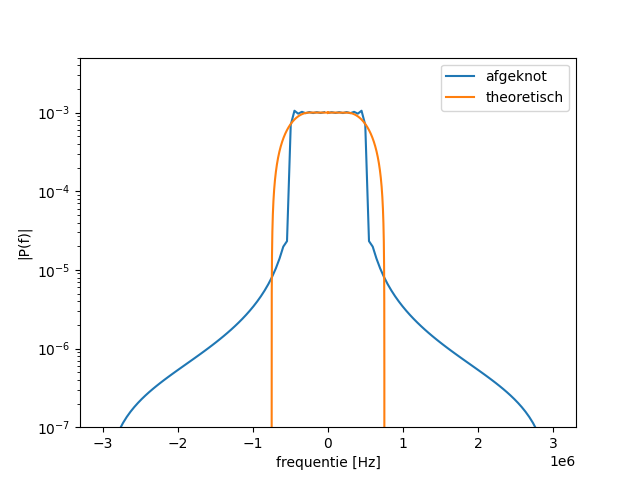 afgeknot
theoretisch
10⁻³
10⁻⁴
10⁻⁵
10⁻⁶
10⁻⁷
|P(f)|
−3
−2
−1
0
1
2
3
1e6
frequentie [Hz]